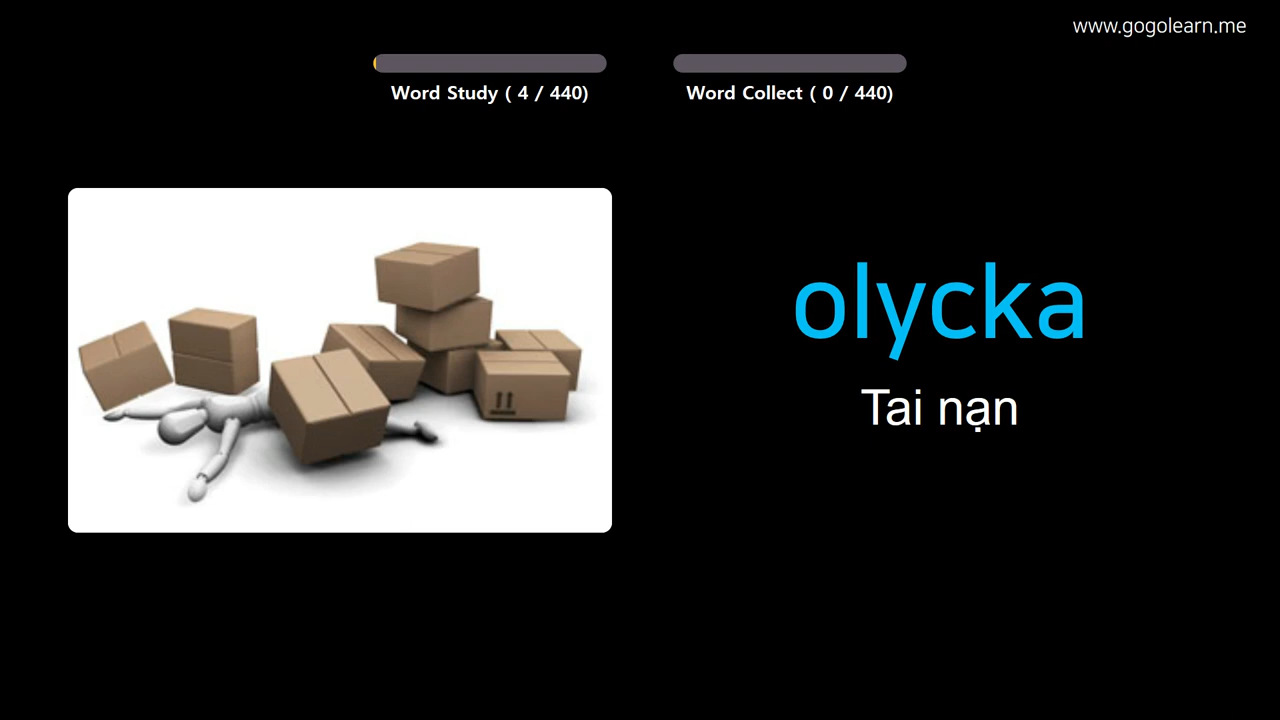 www.gogolearn.me
Word Study ( 4 / 440)
Word Collect ( 0 / 440)
olycka
Tai nạn